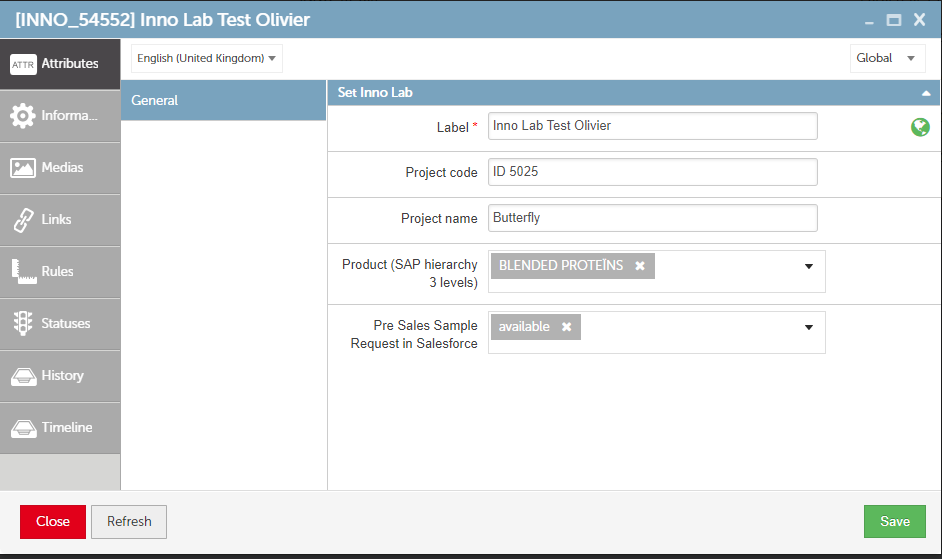 [INNO_54552] Inno Lab Test Olivier
ATTR Attributes
Informa...
Medias
Links
Rules
Statuses
History
Timeline
English (United Kingdom)
Global
General
Set Inno Lab
Label *
Inno Lab Test Olivier
Project code
ID 5025
Project name
Butterfly
Product (SAP hierarchy
3 levels)
BLENDED PROTEÏNS
Pre Sales Sample
Request in Salesforce
available
Close
Refresh
Save